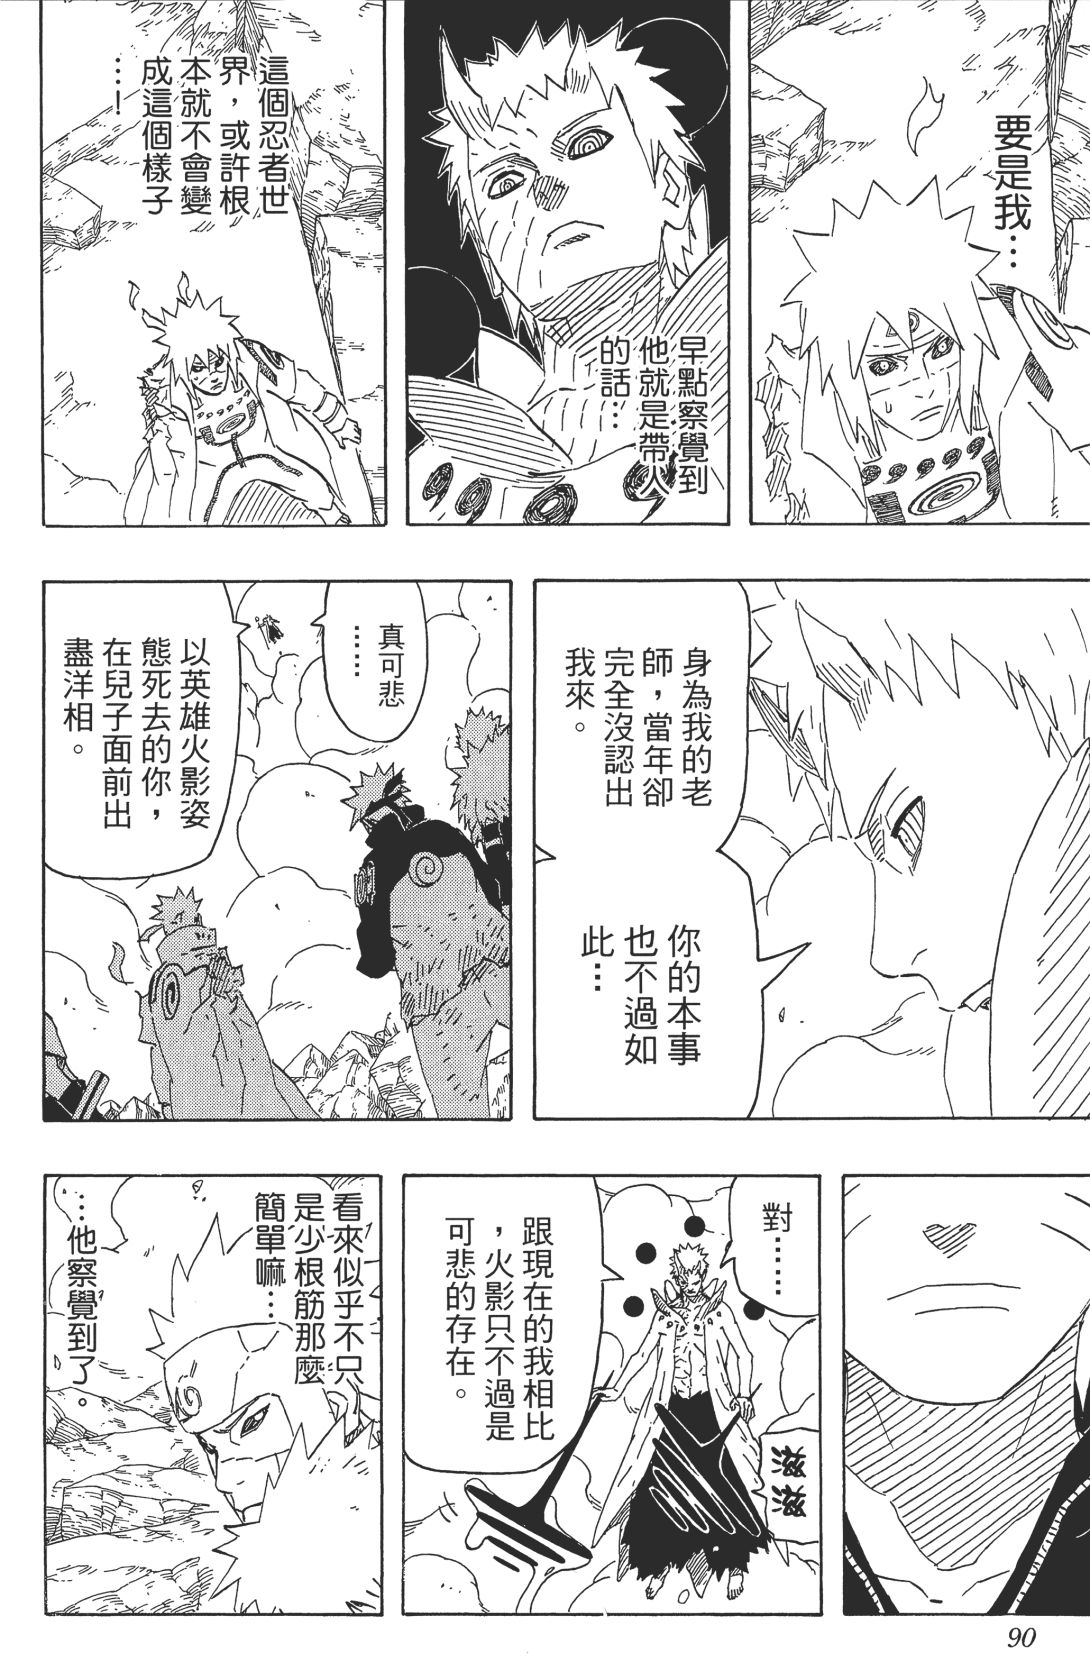 要是我…
早點察覺到
他就是帶人
的話…
這個忍者世
界，或許根
本就不會變
成這個樣子
…！
身為我的老
師，當年卻
完全沒認出
我來。
你的本事
也不過如
此…
真可悲
……
以英雄火影姿
態死去的你，
在兒子面前出
盡洋相。
對……
跟現在的我相比
，火影只不過是
可悲的存在。
滋滋
看來似乎不只
是少根筋那麼
簡單嘛…
…他察覺到了。
90